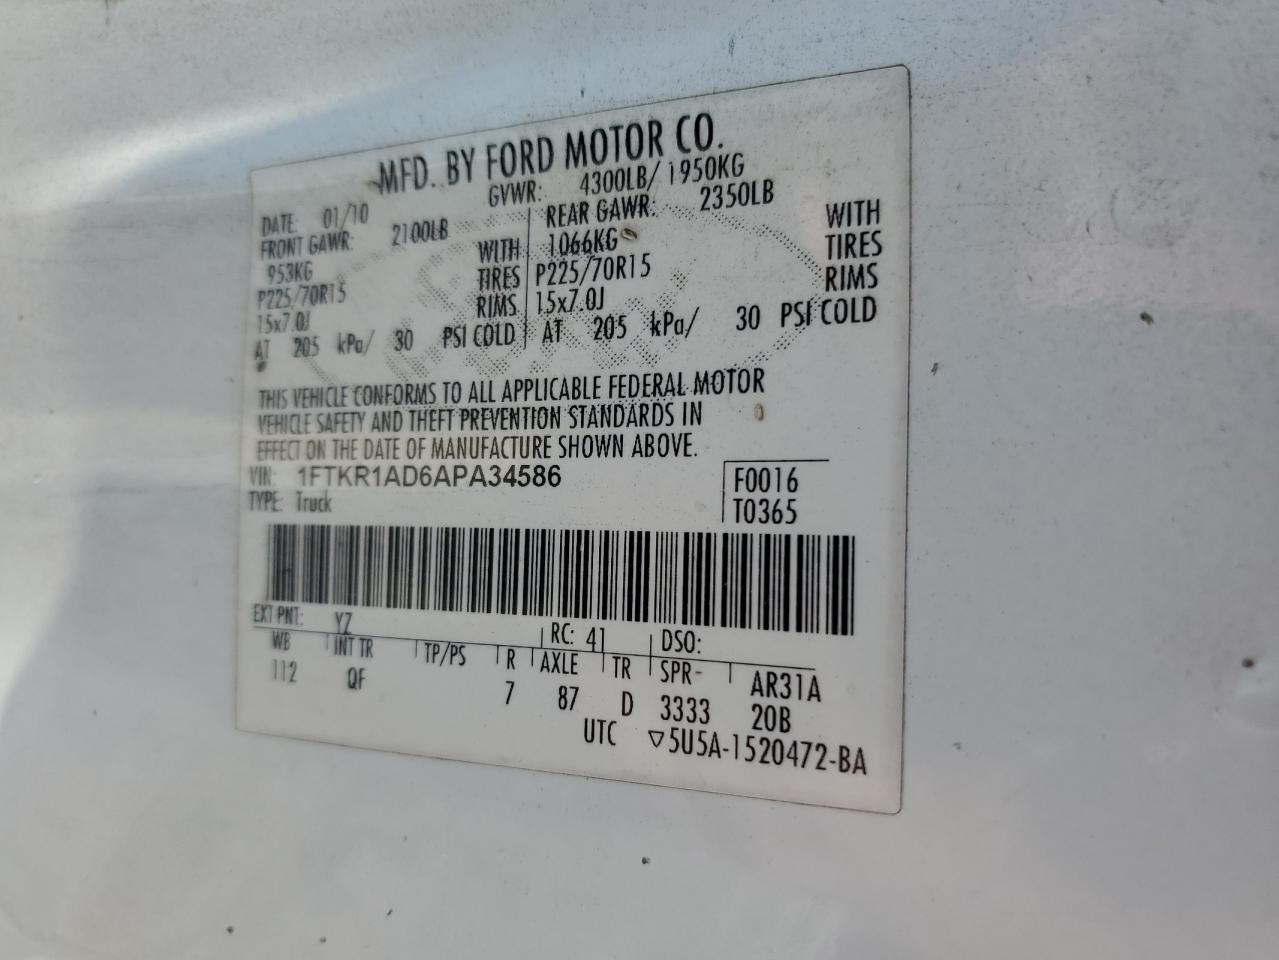 MFD. BY FORD MOTOR CO.
DATE: 01/10 GVWR: 4300LB/ 1950KG
FRONT GAWR: 2100LB REAR GAWR: 2350LB
953KG WITH 1066KG WITH
P225/70R15 TIRES P225/70R15 TIRES
15x7.0J RIMS 15x7.0J RIMS
AT 205 kPa/ 30 PSI COLD AT 205 kPa/ 30 PSI COLD
THIS VEHICLE CONFORMS TO ALL APPLICABLE FEDERAL MOTOR
VEHICLE SAFETY AND THEFT PREVENTION STANDARDS IN
EFFECT ON THE DATE OF MANUFACTURE SHOWN ABOVE.
VIN: 1FTKR1AD6APA34586 F0016
TYPE: Truck T0365
EXT PNT: YZ RC: 41 DSO:
WB INT TR TP/PS R AXLE TR SPR- AR31A
112 QF 7 87 D 3333 20B
UTC ▽5U5A-1520472-BA